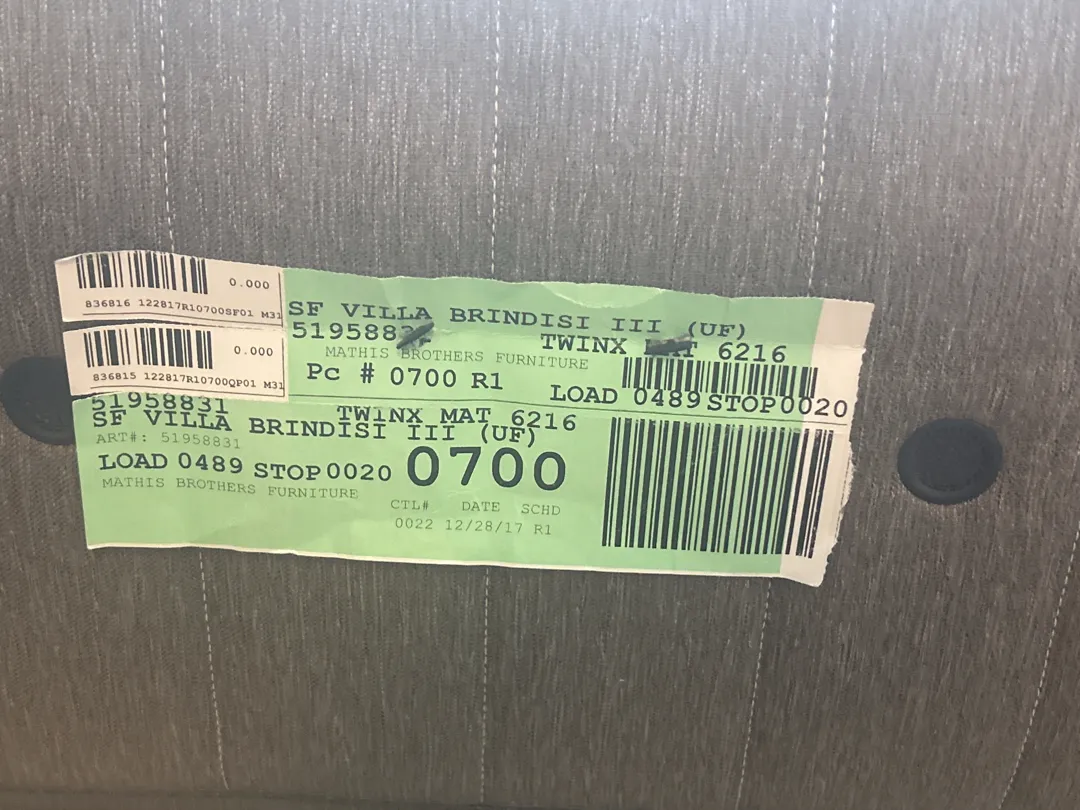 0.000
836816 122817R10700SF01 M31
0.000
836815 122817R10700QP01 M31
SF VILLA BRINDISI III (UF)
TWINX MAT 6216
MATHIS BROTHERS FURNITURE
Pc # 0700 R1
LOAD 0489 STOP0020
51958831
TWINX MAT 6216
SF VILLA BRINDISI III (UF)
ART#: 51958831
LOAD 0489 STOP0020 0700
MATHIS BROTHERS FURNITURE
CTL# DATE SCHD
0022 12/28/17 R1